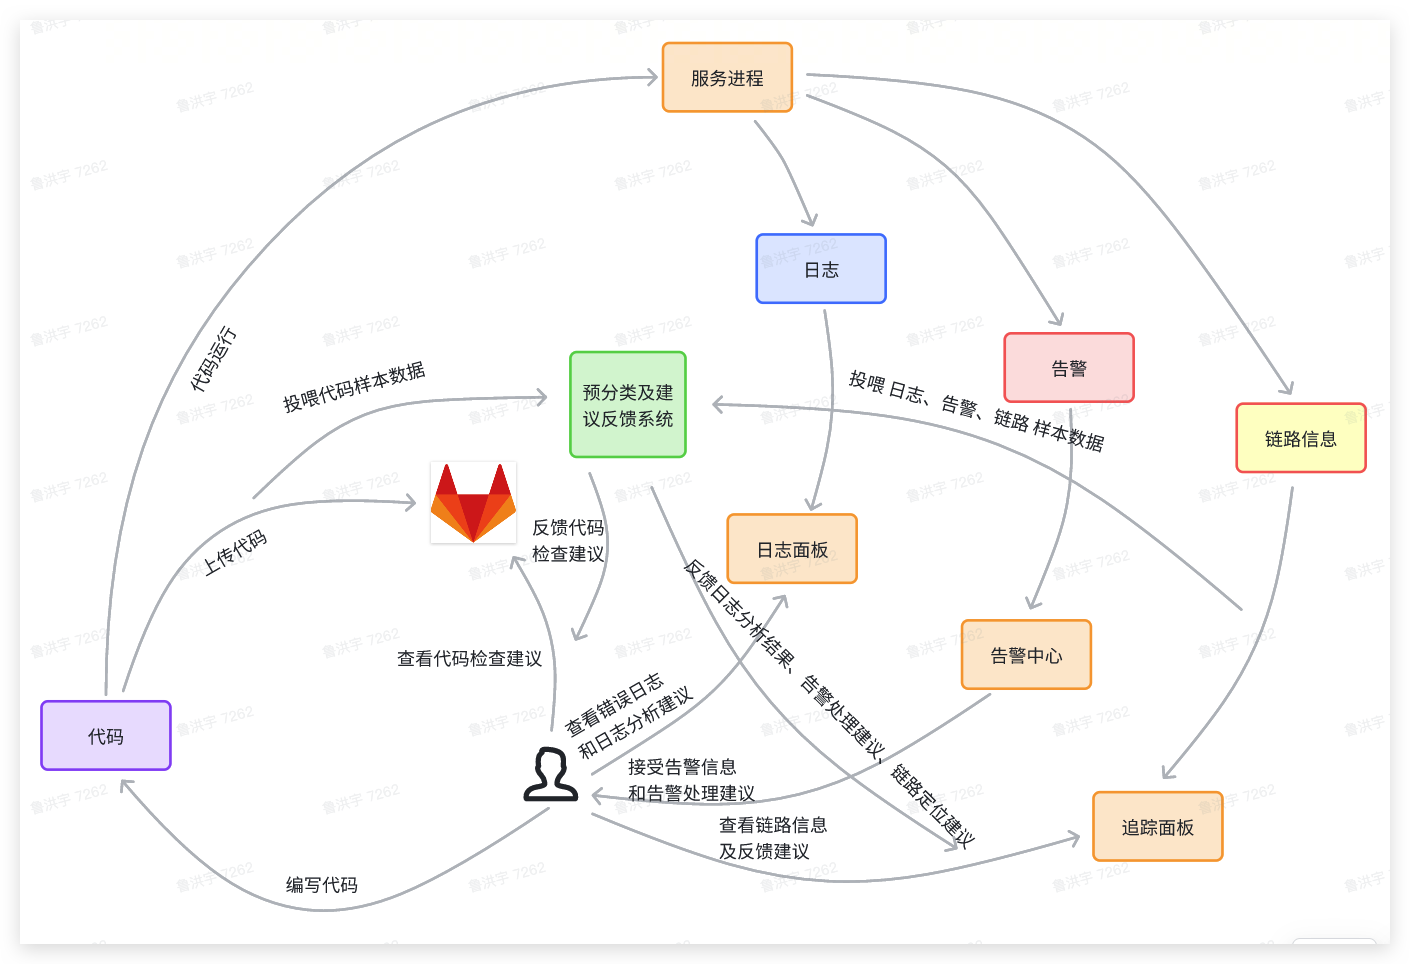 服务进程
日志
告警
链路信息
代码运行
投喂代码样本数据
预分类及建
议反馈系统
投喂 日志、告警、链路 样本数据
上传代码
反馈代码
检查建议
日志面板
反馈日志分析结果、告警处理建议、链路定位建议
查看代码检查建议
告警中心
查看错误日志
和日志分析建议
代码
接受告警信息
和告警处理建议
查看链路信息
及反馈建议
追踪面板
编写代码
鲁洪宇 7262